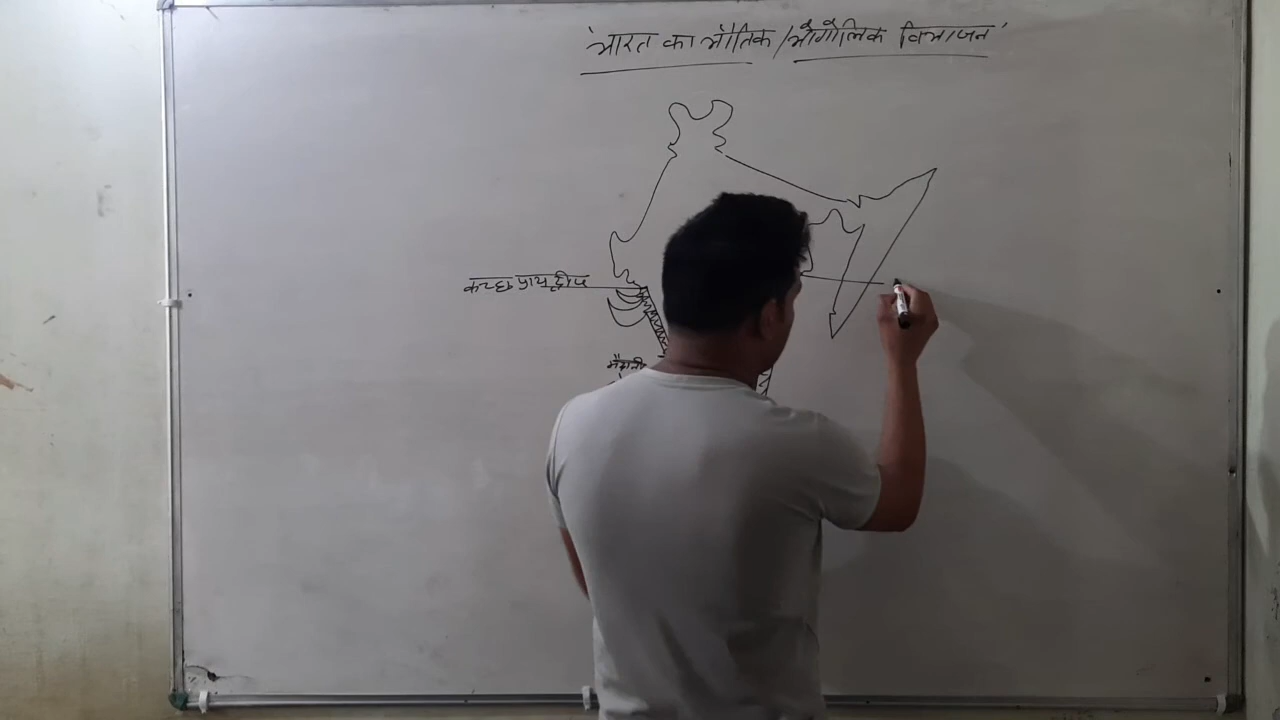 'भारत का भौतिक/भौगोलिक विभाजन'
कच्छ प्रायद्वीप